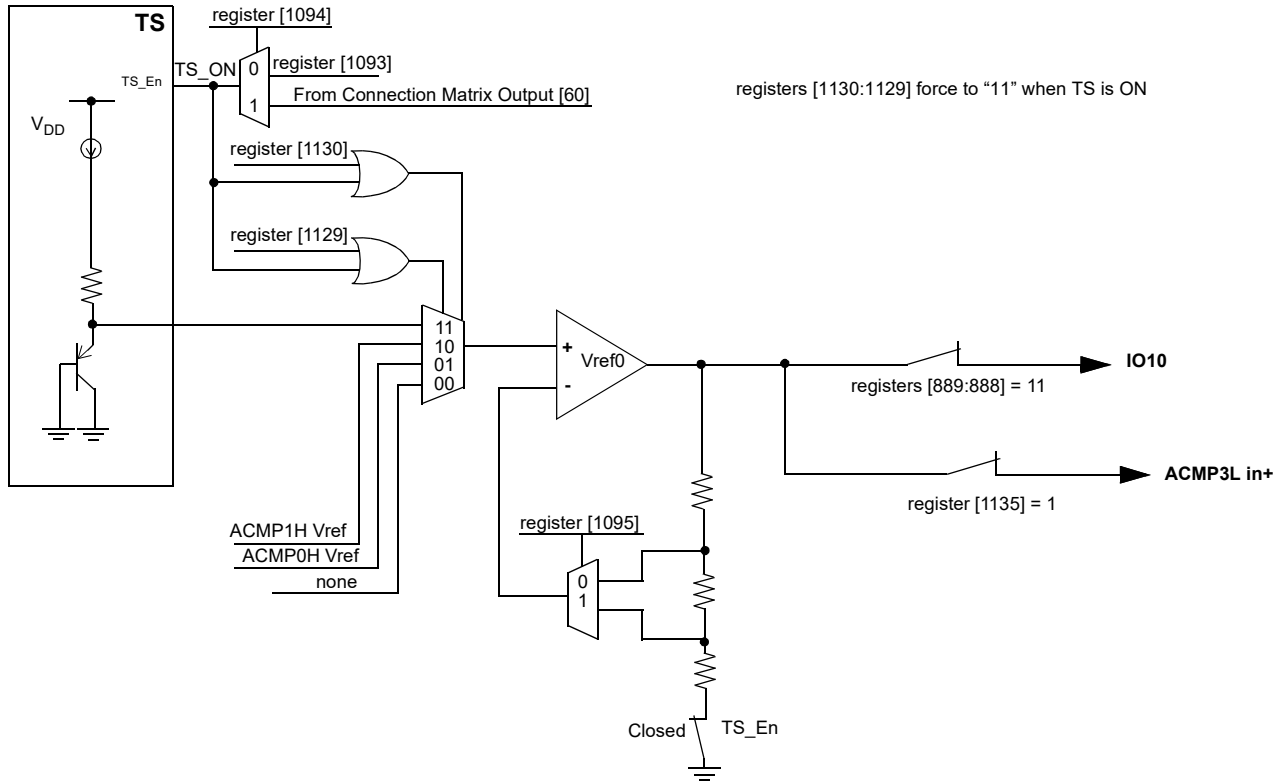 register [1094]
TS
TS_En
TS_ON
0
register [1093]
1
From Connection Matrix Output [60]
registers [1130:1129] force to “11” when TS is ON
VDD
register [1130]
register [1129]
11
10
01
00
+
Vref0
-
IO10
registers [889:888] = 11
ACMP3L in+
register [1135] = 1
ACMP1H Vref
ACMP0H Vref
none
register [1095]
0
1
Closed
TS_En